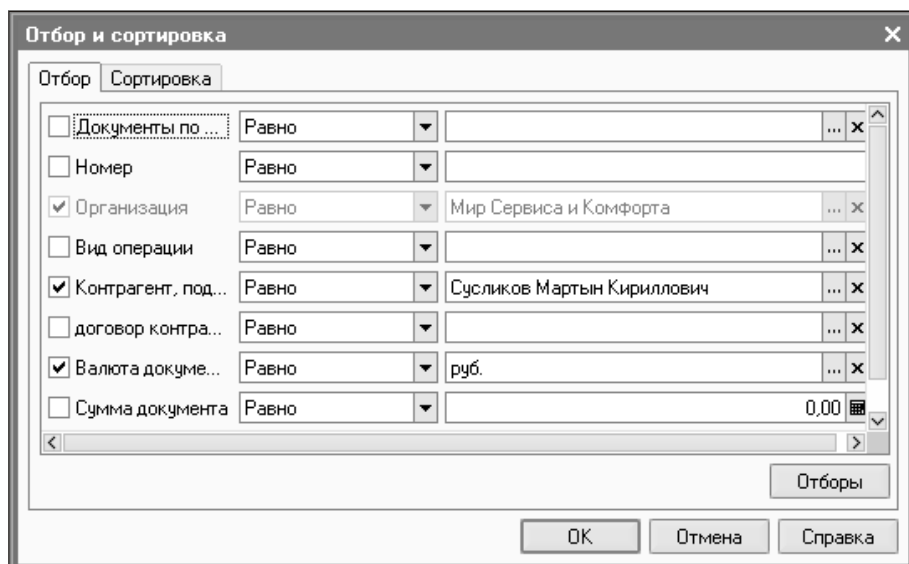 Отбор и сортировка
Отбор Сортировка
Документы по ... Равно ...
Номер Равно
Организация Равно Мир Сервиса и Комфорта ...
Вид операции Равно ...
Контрагент, под... Равно Сусликов Мартын Кириллович ...
договор контра... Равно ...
Валюта докуме... Равно руб. ...
Сумма документа Равно 0,00
Отборы
ОК Отмена Справка